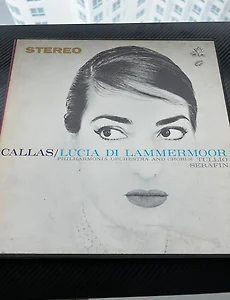 STEREO
CALLAS/LUCIA DI LAMMERMOOR
PHILHARMONIA ORCHESTRA AND CHORUS TULLIO
SERAFIN